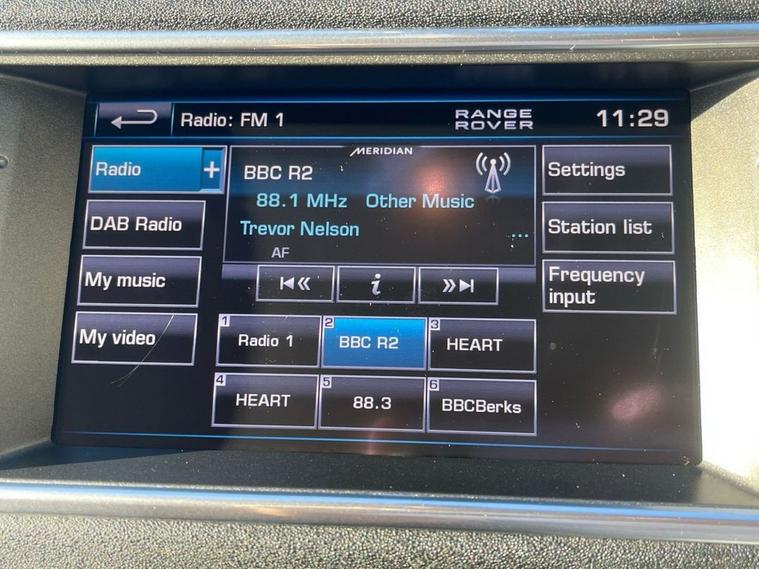 Radio: FM 1
RANGE
ROVER
11:29
Radio +
MERIDIAN
BBC R2
88.1 MHz Other Music
Trevor Nelson ...
AF
i
DAB Radio
My music
My video
Settings
Station list
Frequency
input
1 Radio 1
2 BBC R2
3 HEART
4 HEART
5 88.3
6 BBCBerks